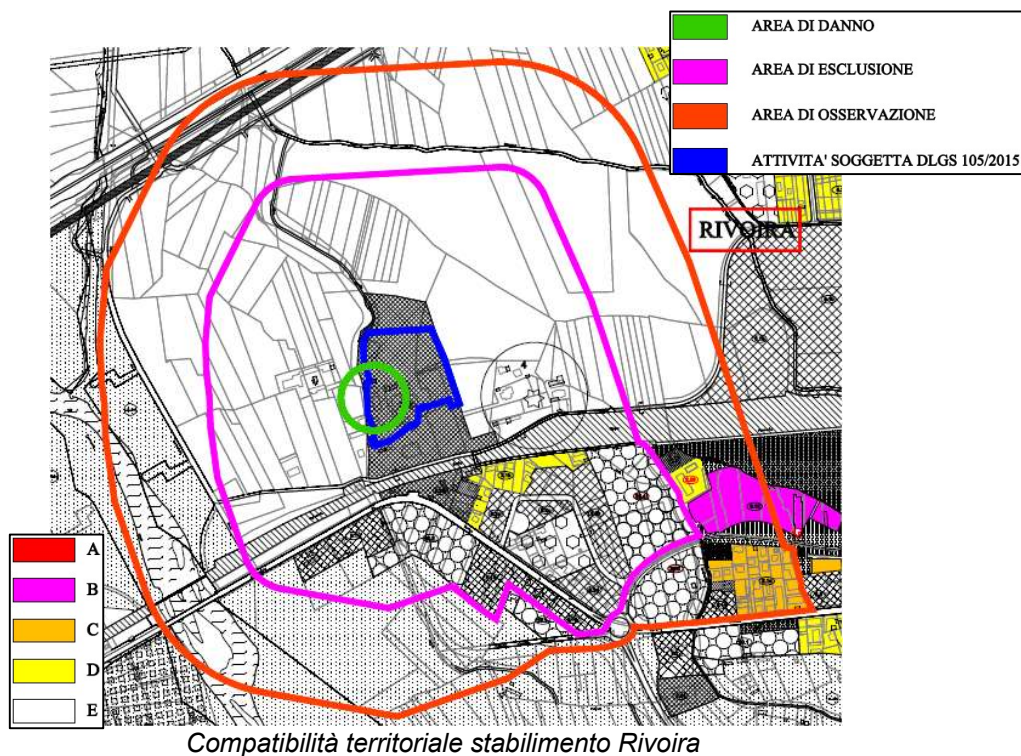 AREA DI DANNO
AREA DI ESCLUSIONE
AREA DI OSSERVAZIONE
ATTIVITA' SOGGETTA DLGS 105/2015
RIVOIRA
4
A
B
C
D
E
Compatibilità territoriale stabilimento Rivoira